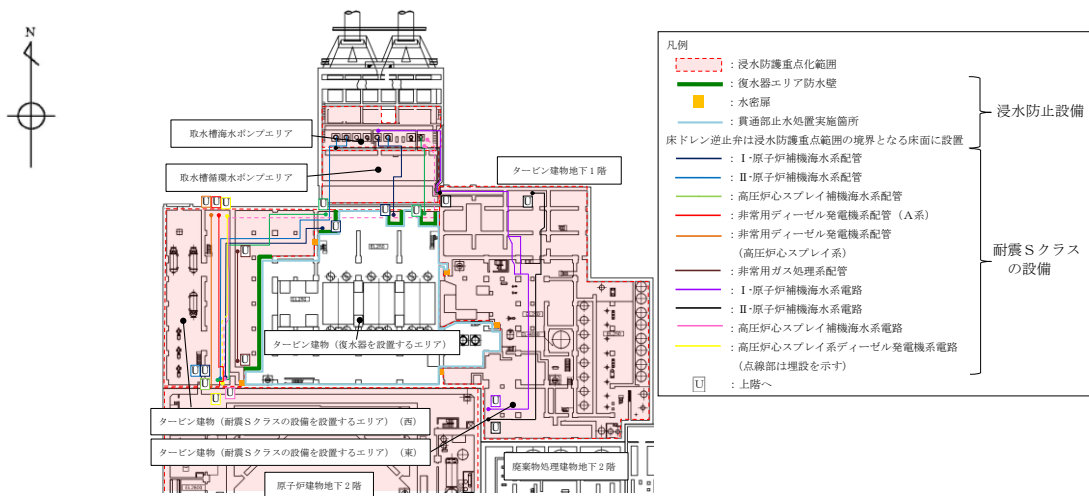 N
取水槽海水ポンプエリア
取水槽循環水ポンプエリア
タービン建物地下1階
タービン建物（復水器を設置するエリア）
タービン建物（耐震Sクラスの設備を設置するエリア）（西）
タービン建物（耐震Sクラスの設備を設置するエリア）（東）
原子炉建物地下2階
廃棄物処理建物地下2階
凡例
：浸水防護重点化範囲
：復水器エリア防水壁
：水密扉
：貫通部止水処置実施箇所
床ドレン逆止弁は浸水防護重点範囲の境界となる床面に設置
：Ⅰ-原子炉補機海水系配管
：Ⅱ-原子炉補機海水系配管
：高圧炉心スプレイ補機海水系配管
：非常用ディーゼル発電機系配管（A系）
：非常用ディーゼル発電機系配管
（高圧炉心スプレイ系）
：非常用ガス処理系配管
：Ⅰ-原子炉補機海水系電路
：Ⅱ-原子炉補機海水系電路
：高圧炉心スプレイ補機海水系電路
：高圧炉心スプレイ系ディーゼル発電機系電路
（点線部は埋設を示す）
U ：上階へ
浸水防止設備
耐震Sクラス
の設備